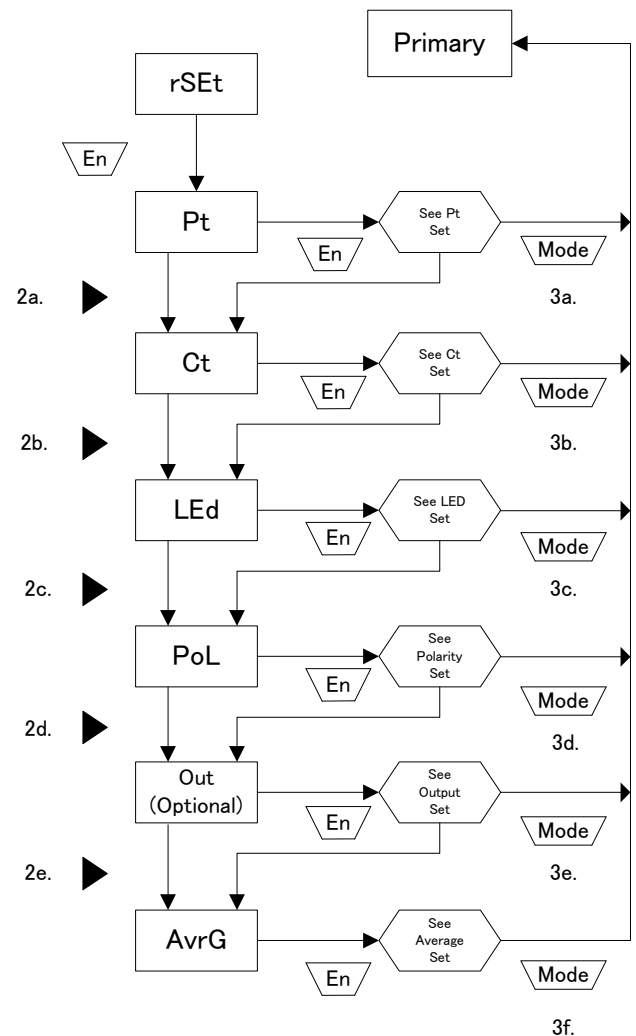 Primary
rSEt
En
Pt
En
See Pt
Set
Mode
2a.
3a.
Ct
En
See Ct
Set
Mode
2b.
3b.
LEd
En
See LED
Set
Mode
2c.
3c.
PoL
En
See
Polarity
Set
Mode
2d.
3d.
Out
(Optional)
En
See
Output
Set
Mode
2e.
3e.
AvrG
En
See
Average
Set
Mode
3f.